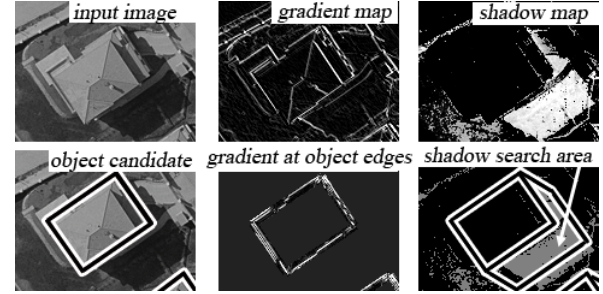 input image
gradient map
shadow map
object candidate
gradient at object edges
shadow search area